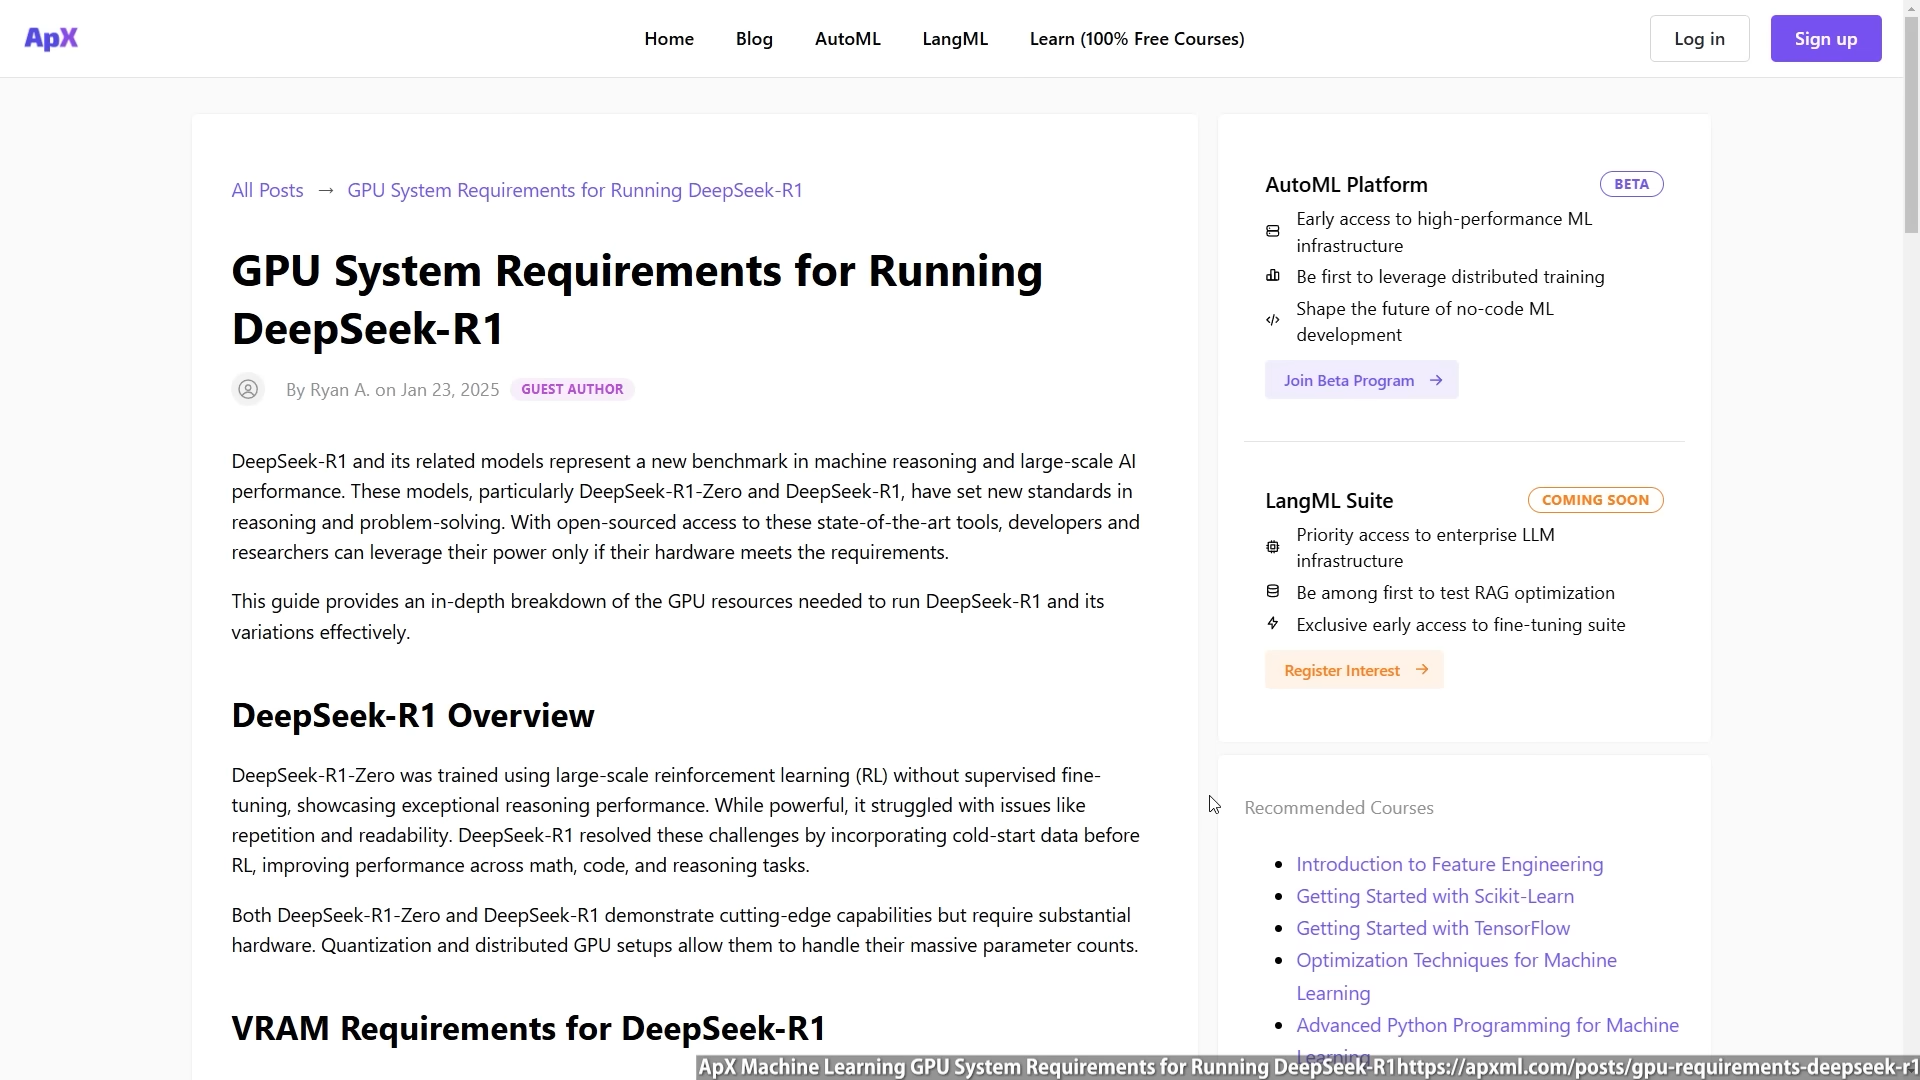 ApX
Home
Blog
AutoML
LangML
Learn (100% Free Courses)
Log in
Sign up
All Posts → GPU System Requirements for Running DeepSeek-R1
GPU System Requirements for Running
DeepSeek-R1
By Ryan A. on Jan 23, 2025
GUEST AUTHOR
DeepSeek-R1 and its related models represent a new benchmark in machine reasoning and large-scale AI
performance. These models, particularly DeepSeek-R1-Zero and DeepSeek-R1, have set new standards in
reasoning and problem-solving. With open-sourced access to these state-of-the-art tools, developers and
researchers can leverage their power only if their hardware meets the requirements.
This guide provides an in-depth breakdown of the GPU resources needed to run DeepSeek-R1 and its
variations effectively.
DeepSeek-R1 Overview
DeepSeek-R1-Zero was trained using large-scale reinforcement learning (RL) without supervised fine-
tuning, showcasing exceptional reasoning performance. While powerful, it struggled with issues like
repetition and readability. DeepSeek-R1 resolved these challenges by incorporating cold-start data before
RL, improving performance across math, code, and reasoning tasks.
Both DeepSeek-R1-Zero and DeepSeek-R1 demonstrate cutting-edge capabilities but require substantial
hardware. Quantization and distributed GPU setups allow them to handle their massive parameter counts.
VRAM Requirements for DeepSeek-R1
AutoML Platform
BETA
Early access to high-performance ML
infrastructure
Be first to leverage distributed training
Shape the future of no-code ML
development
Join Beta Program →
LangML Suite
COMING SOON
Priority access to enterprise LLM
infrastructure
Be among first to test RAG optimization
Exclusive early access to fine-tuning suite
Register Interest →
Recommended Courses
Introduction to Feature Engineering
Getting Started with Scikit-Learn
Getting Started with TensorFlow
Optimization Techniques for Machine
Learning
Advanced Python Programming for Machine
Learning
ApX Machine Learning GPU System Requirements for Running DeepSeek-R1https://apxml.com/posts/gpu-requirements-deepseek-r1